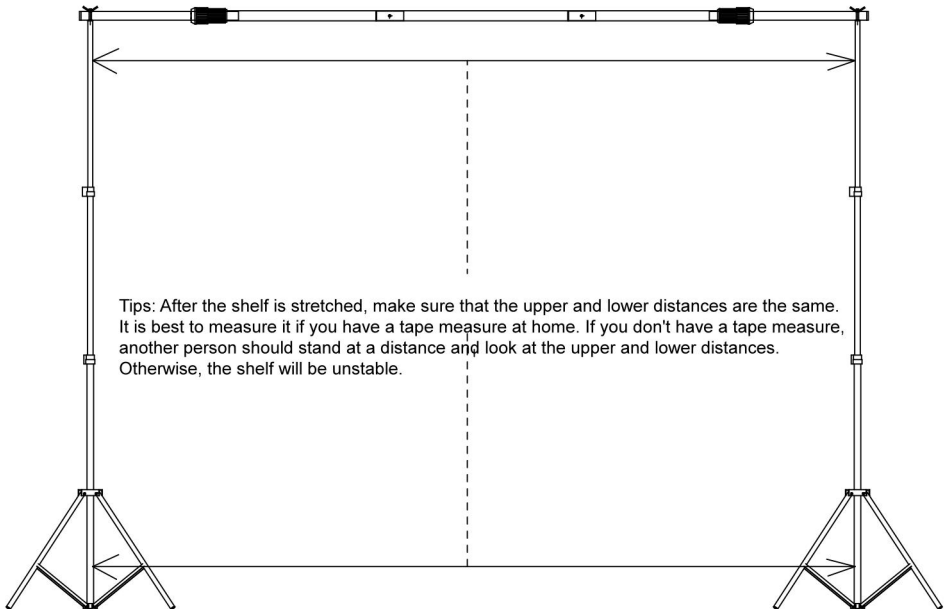 Tips: After the shelf is stretched, make sure that the upper and lower distances are the same.
It is best to measure it if you have a tape measure at home. If you don't have a tape measure,
another person should stand at a distance and look at the upper and lower distances.
Otherwise, the shelf will be unstable.